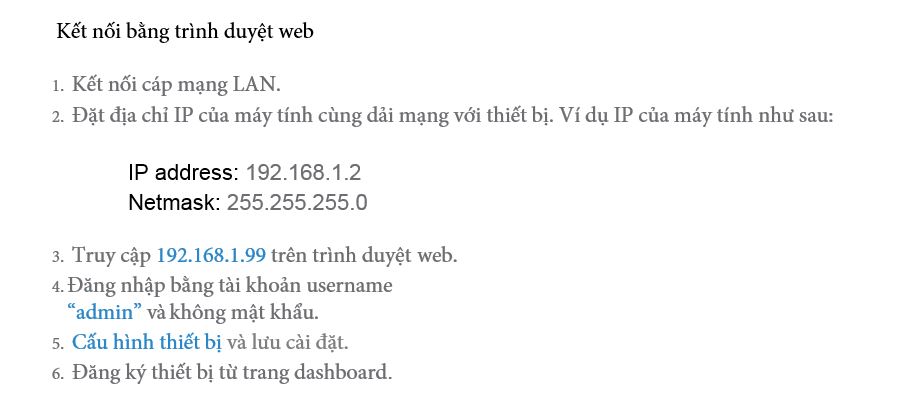 Kết nối bằng trình duyệt web
1. Kết nối cáp mạng LAN.
2. Đặt địa chỉ IP của máy tính cùng dải mạng với thiết bị. Ví dụ IP của máy tính như sau:
IP address: 192.168.1.2
Netmask: 255.255.255.0
3. Truy cập 192.168.1.99 trên trình duyệt web.
4. Đăng nhập bằng tài khoản username
“admin” và không mật khẩu.
5. Cấu hình thiết bị và lưu cài đặt.
6. Đăng ký thiết bị từ trang dashboard.